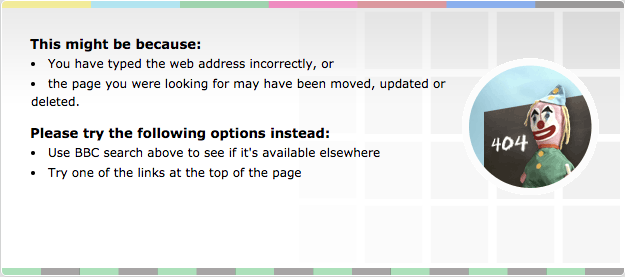 This might be because:
• You have typed the web address incorrectly, or
• the page you were looking for may have been moved, updated or
deleted.
Please try the following options instead:
• Use BBC search above to see if it's available elsewhere
• Try one of the links at the top of the page
404